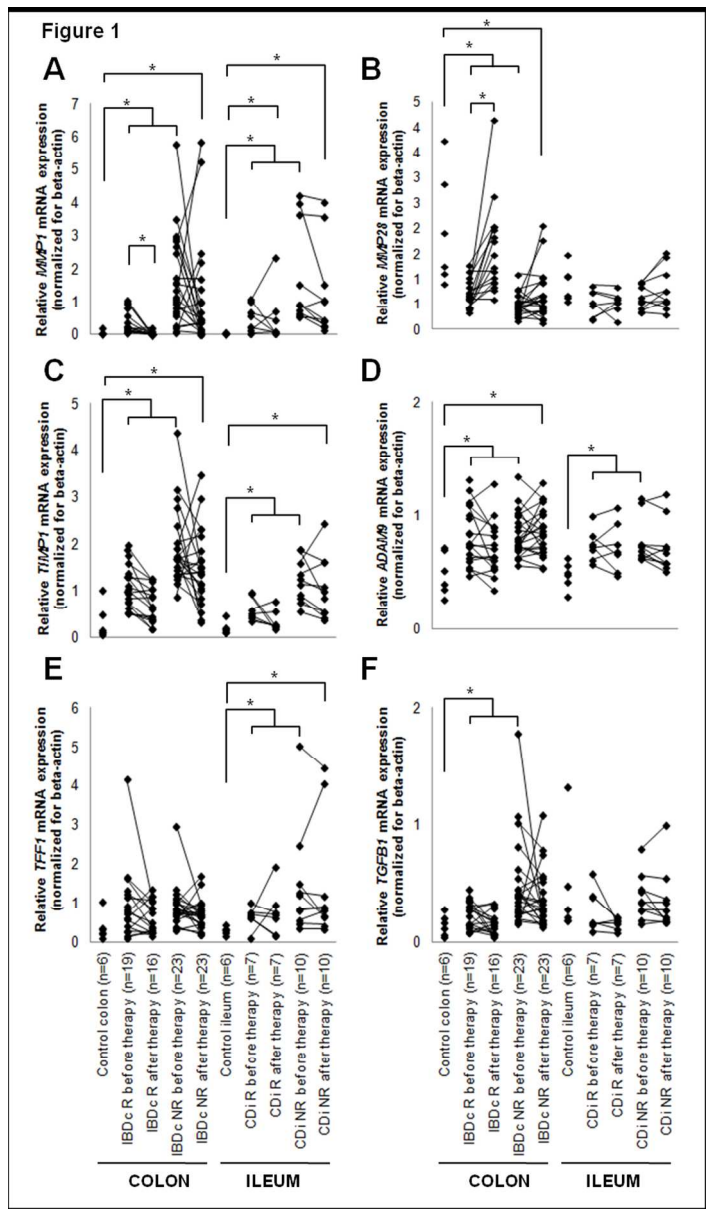 Figure 1
A
Relative MMP1 mRNA expression
(normalized for beta-actin)
7
6
5
4
3
2
1
0
*
*
*
*
*
*
B
Relative MMP28 mRNA expression
(normalized for beta-actin)
5
5
4
4
3
3
2
2
1
1
0
*
*
*
C
Relative TIMP1 mRNA expression
(normalized for beta-actin)
5
4
3
2
1
0
*
*
*
*
D
Relative ADAM9 mRNA expression
(normalized for beta-actin)
2
2
1
1
0
*
*
*
E
Relative TFF1 mRNA expression
(normalized for beta-actin)
6
5
4
3
2
1
0
*
*
F
Relative TGFB1 mRNA expression
(normalized for beta-actin)
2
1
0
*
Control colon (n=6)
IBDc R before therapy (n=19)
IBDc R after therapy (n=16)
IBDc NR before therapy (n=23)
IBDc NR after therapy (n=23)
Control ileum (n=6)
CDi R before therapy (n=7)
CDi R after therapy (n=7)
CDi NR before therapy (n=10)
CDi NR after therapy (n=10)
COLON
ILEUM
Control colon (n=6)
IBDc R before therapy (n=19)
IBDc R after therapy (n=16)
IBDc NR before therapy (n=23)
IBDc NR after therapy (n=23)
Control ileum (n=6)
CDi R before therapy (n=7)
CDi R after therapy (n=7)
CDi NR before therapy (n=10)
CDi NR after therapy (n=10)
COLON
ILEUM